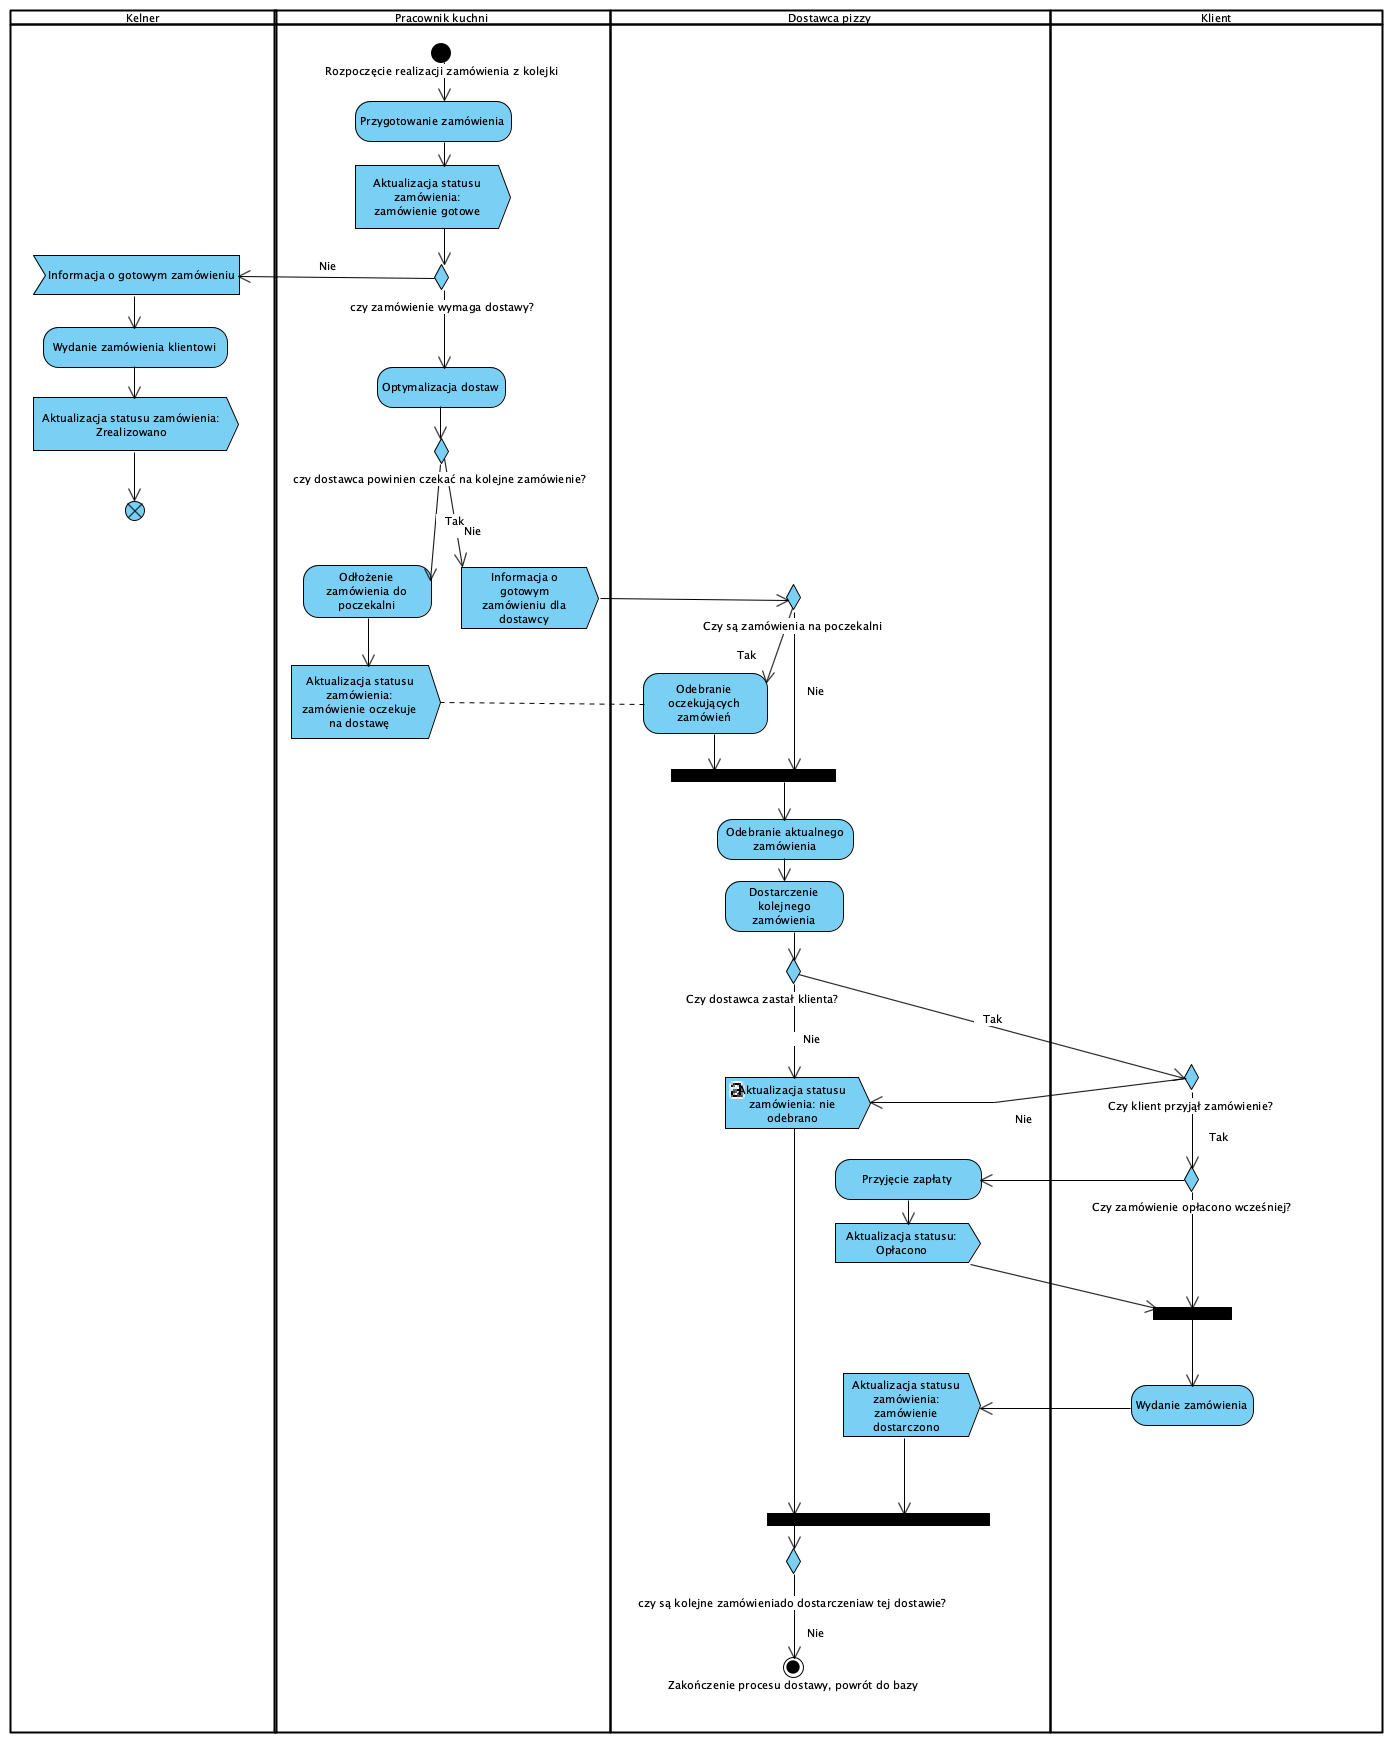 Kelner
Pracownik kuchni
Dostawca pizzy
Klient
Rozpoczęcie realizacji zamówienia z kolejki
Przygotowanie zamówienia
Aktualizacja statusu
zamówienia:
zamówienie gotowe
Nie
Informacja o gotowym zamówieniu
czy zamówienie wymaga dostawy?
Wydanie zamówienia klientowi
Optymalizacja dostaw
Aktualizacja statusu zamówienia:
Zrealizowano
czy dostawca powinien czekać na kolejne zamówienie?
Tak
Nie
Odłożenie
zamówienia do
poczekalni
Informacja o
gotowym
zamówieniu dla
dostawcy
Czy są zamówienia na poczekalni
Tak
Nie
Aktualizacja statusu
zamówienia:
zamówienie oczekuje
na dostawę
Odebranie
oczekujących
zamówień
Odebranie aktualnego
zamówienia
Dostarczenie
kolejnego
zamówienia
Czy dostawca zastał klienta?
Tak
Nie
a
Aktualizacja statusu
zamówienia: nie
odebrano
Czy klient przyjął zamówienie?
Nie
Tak
Przyjęcie zapłaty
Czy zamówienie opłacono wcześniej?
Aktualizacja statusu:
Opłacono
Aktualizacja statusu
zamówienia:
zamówienie
dostarczono
Wydanie zamówienia
czy są kolejne zamówieniado dostarczeniaw tej dostawie?
Nie
Zakończenie procesu dostawy, powrót do bazy